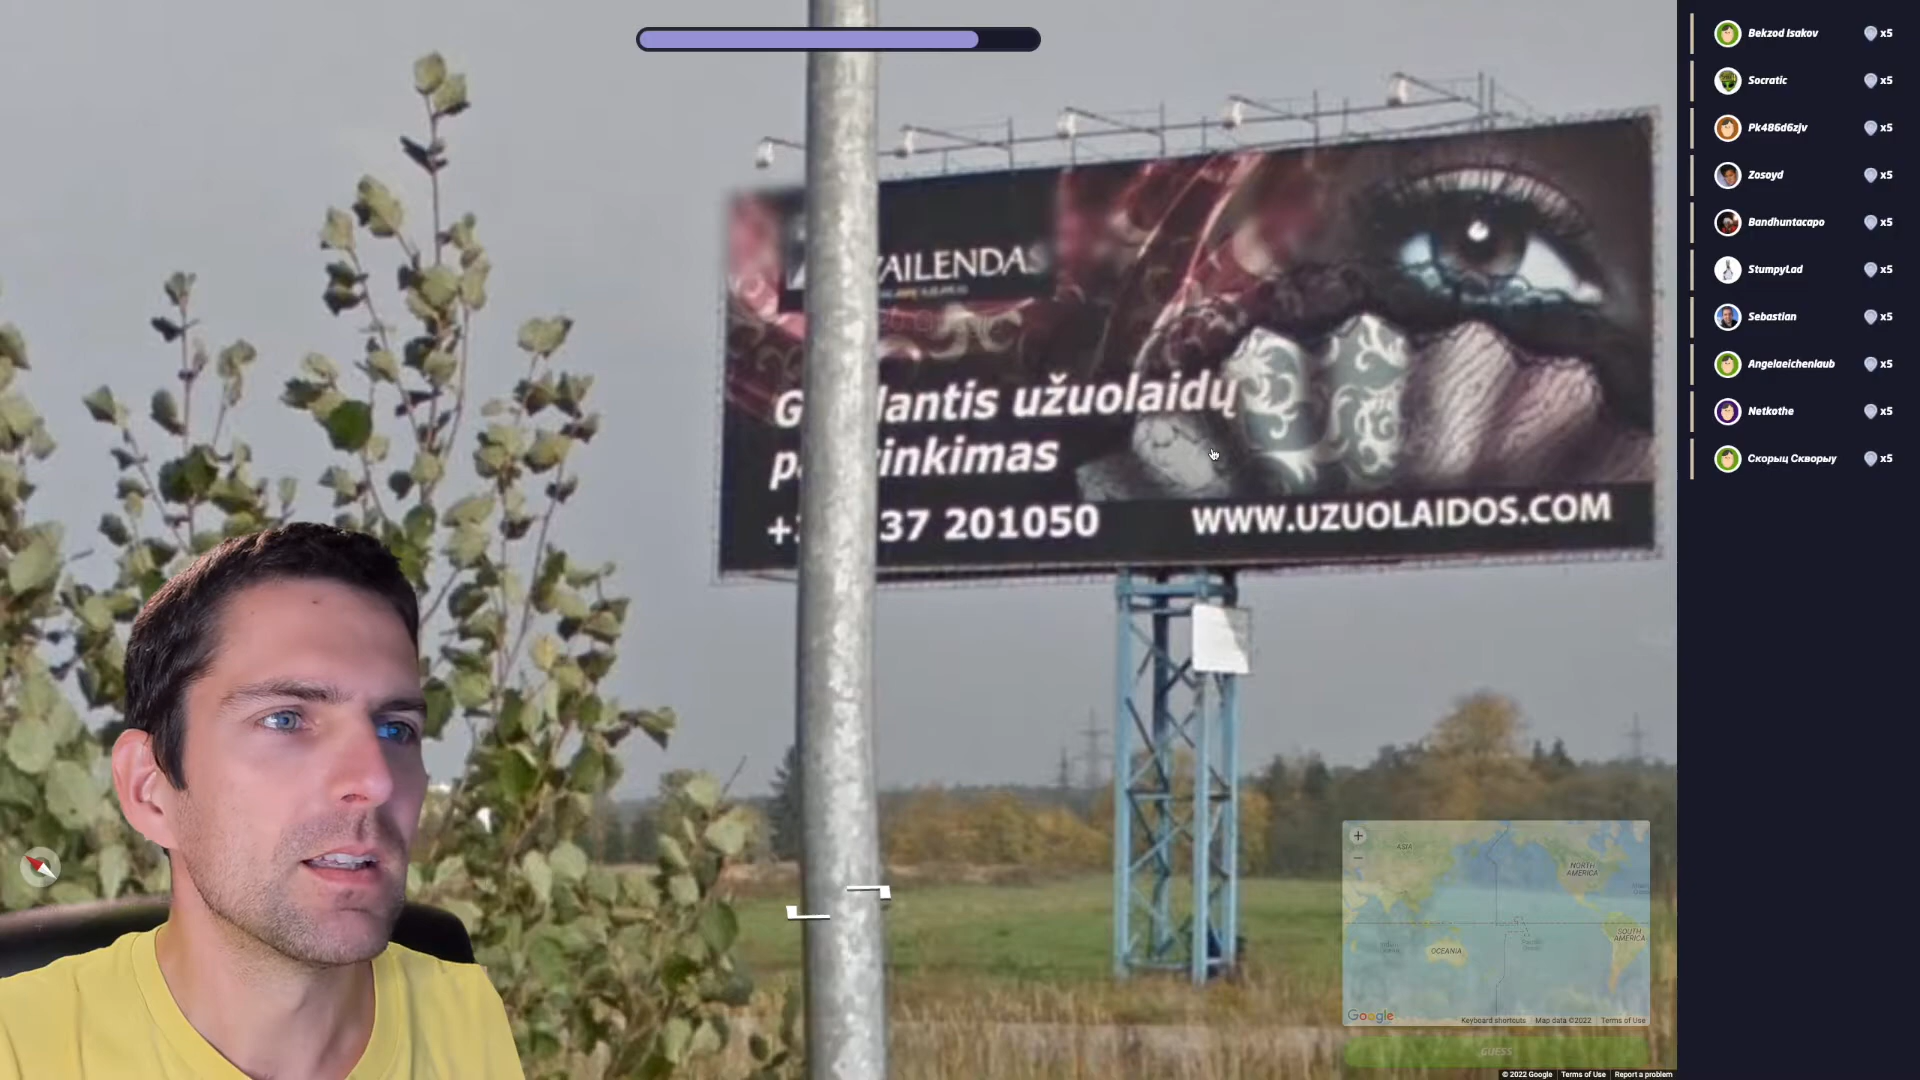 Bekzod Isakov x5
Socratic x5
Pk486d6zjv x5
Zosoyd x5
Bandhuntacapo x5
StumpyLad x5
Sebastian x5
Angelaeichenlaub x5
Netkothe x5
Скорыц Скворыу x5
AILENDAS
lantis užuolaidų
inkimas
37 201050
WWW.UZUOLAIDOS.COM
ASIA
NORTH AMERICA
OCEANIA
SOUTH AMERICA
Google
Keyboard shortcuts Map data ©2022 Terms of Use
GUESS
© 2022 Google Terms of Use Report a problem